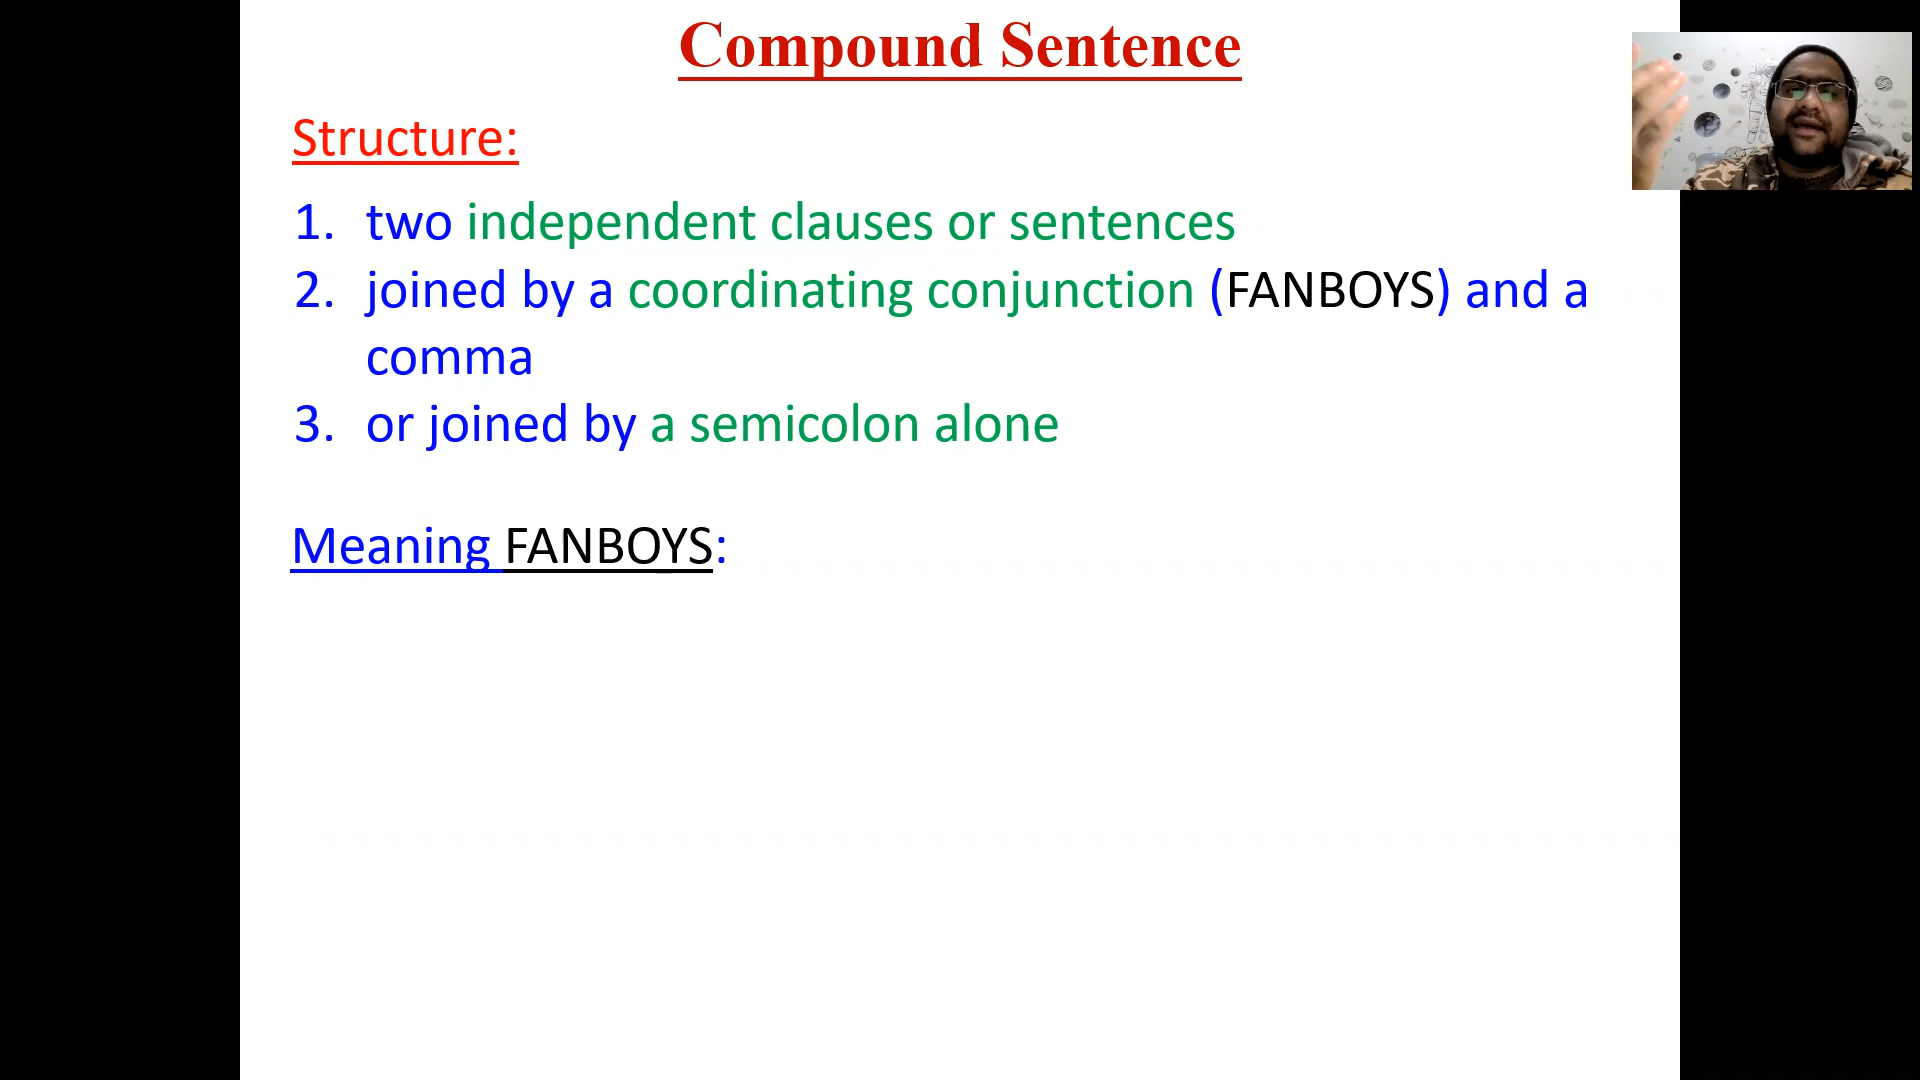 Compound Sentence
Structure:
1. two independent clauses or sentences
2. joined by a coordinating conjunction (FANBOYS) and a
comma
3. or joined by a semicolon alone
Meaning FANBOYS: